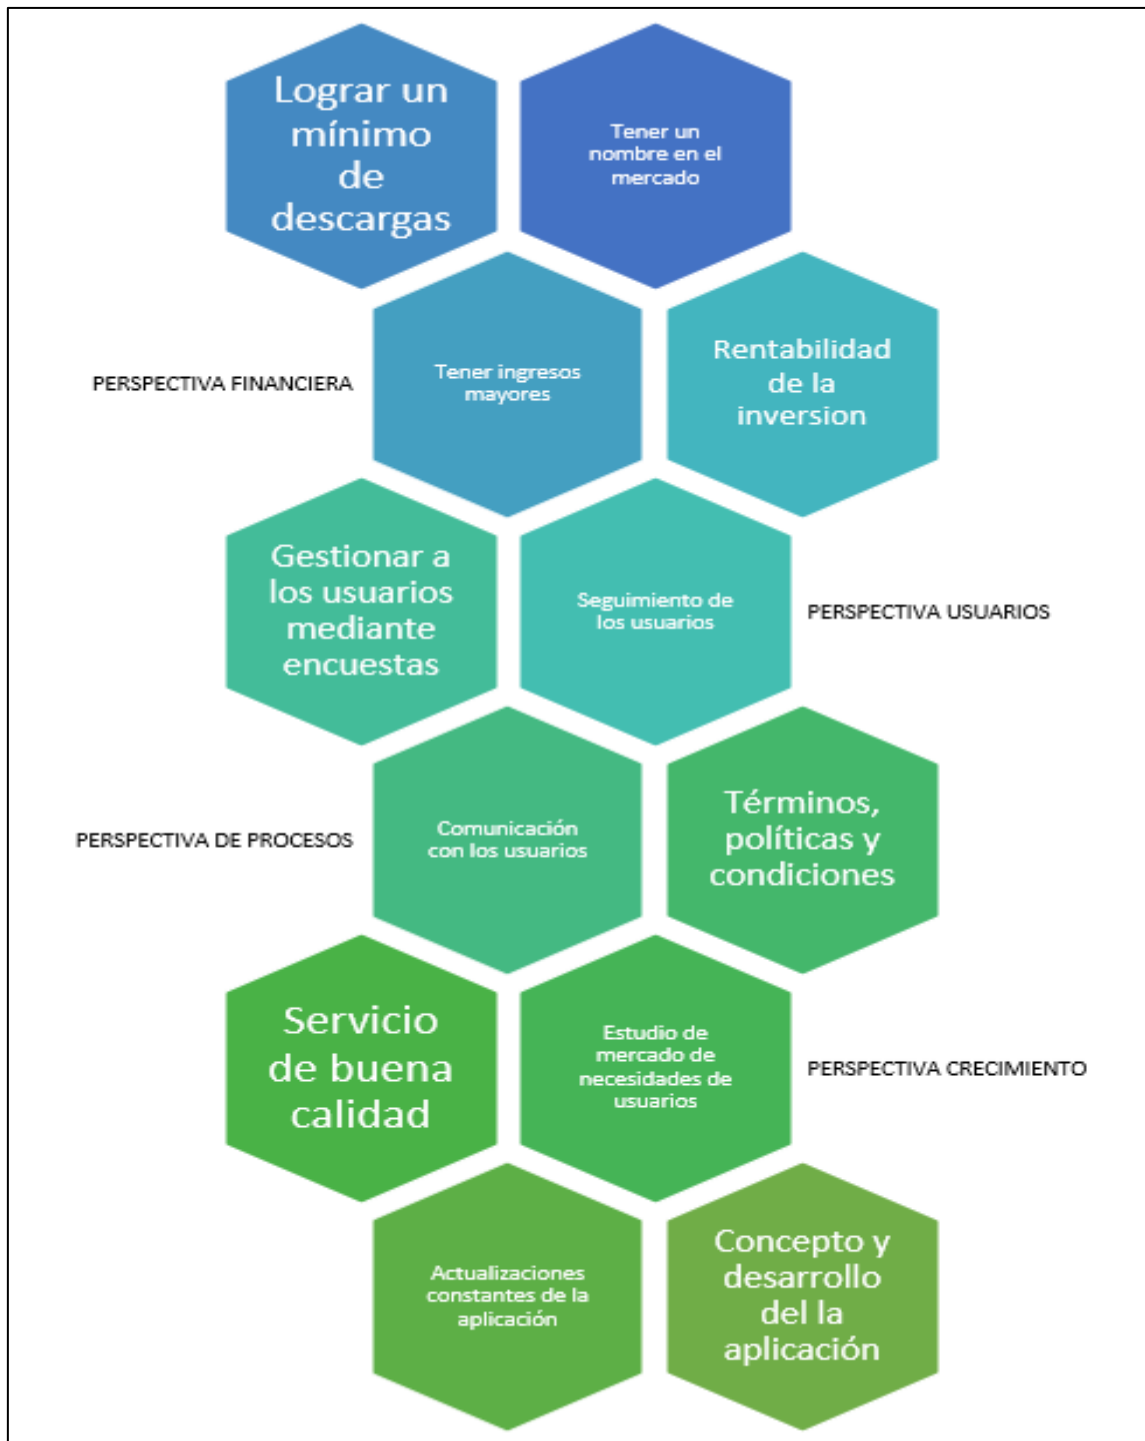 Lograr un
mínimo
de
descargas
Tener un
nombre en el
mercado
PERSPECTIVA FINANCIERA
Tener ingresos
mayores
Rentabilidad
de la
inversion
Gestionar a
los usuarios
mediante
encuestas
Seguimiento de
los usuarios
PERSPECTIVA USUARIOS
PERSPECTIVA DE PROCESOS
Comunicación
con los usuarios
Términos,
políticas y
condiciones
Servicio
de buena
calidad
Estudio de
mercado de
necesidades de
usuarios
PERSPECTIVA CRECIMIENTO
Actualizaciones
constantes de la
aplicación
Concepto y
desarrollo
del la
aplicación